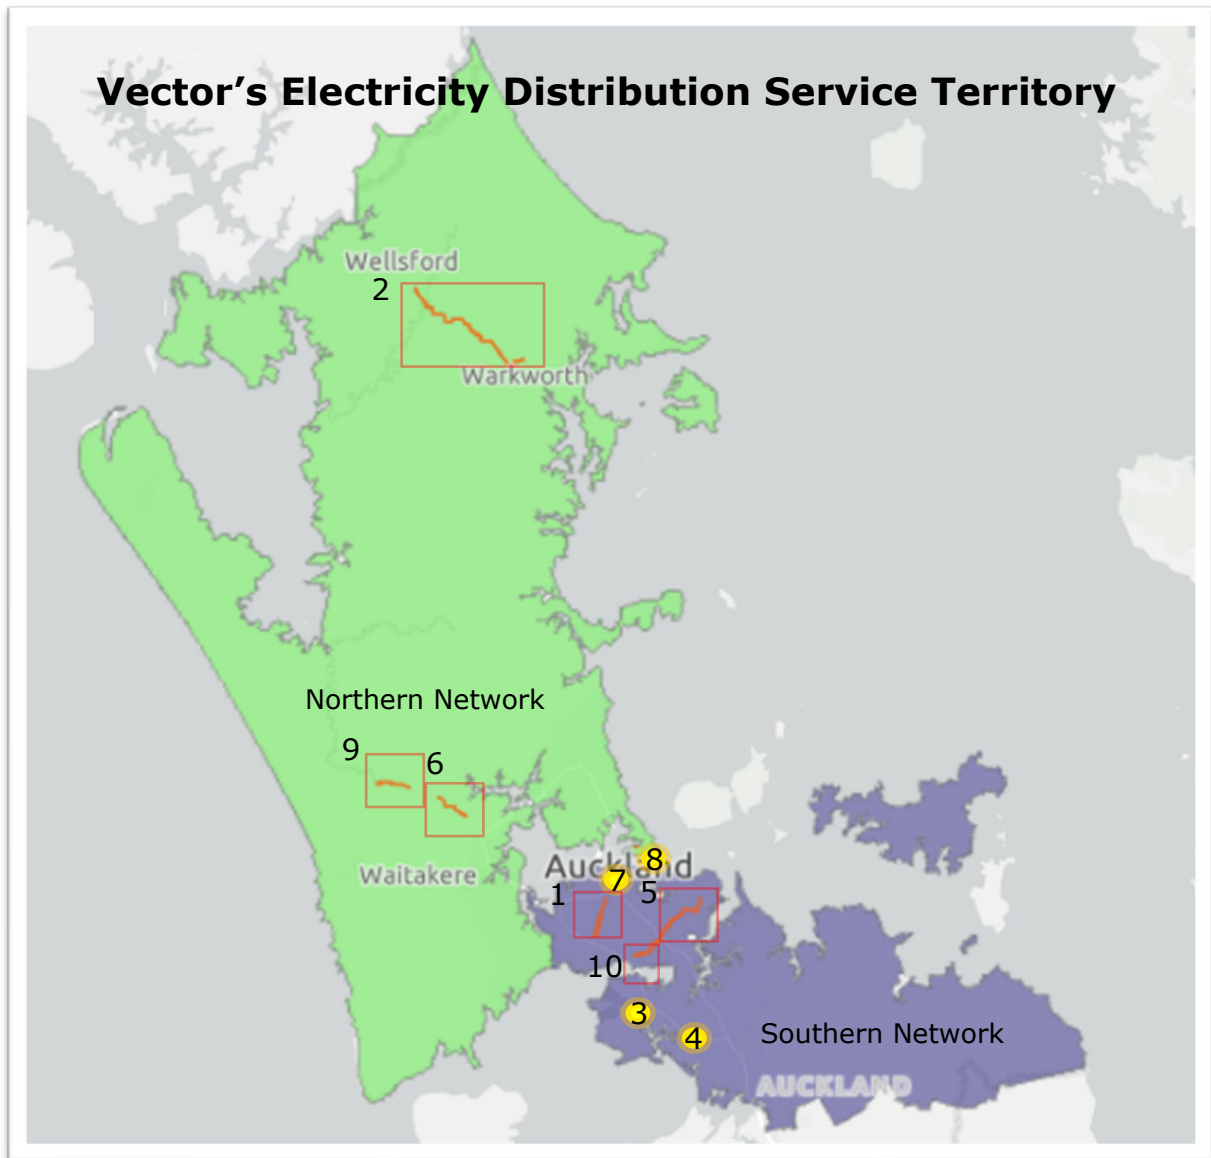 Vector’s Electricity Distribution Service Territory
Wellsford
2
Warkworth
Northern Network
9
6
Auckland
8
7
Waitakere
1
5
10
3
4
Southern Network
AUCKLAND